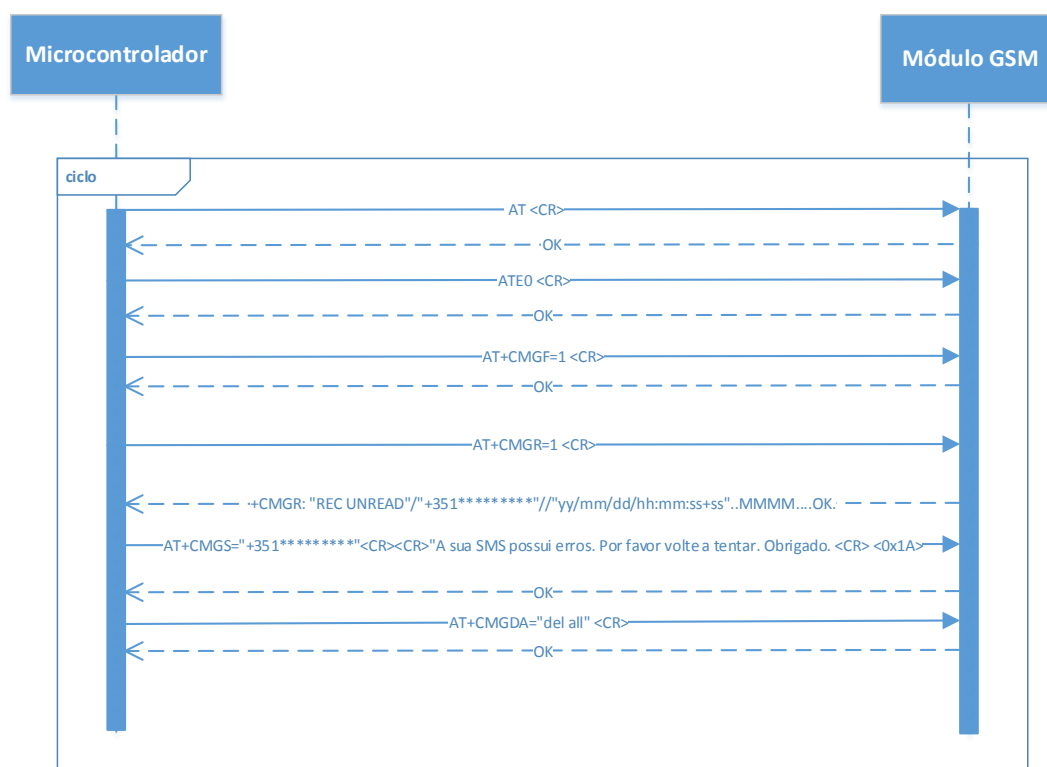 Microcontrolador
Módulo GSM
ciclo
AT <CR>
OK
ATE0 <CR>
OK
AT+CMGF=1 <CR>
OK
AT+CMGR=1 <CR>
+CMGR: "REC UNREAD"/"+351*********"//"yy/mm/dd/hh:mm:ss+ss"..MMMM....OK.
AT+CMGS="+351*********"<CR><CR>"A sua SMS possui erros. Por favor volte a tentar. Obrigado. <CR> <0x1A>
OK
AT+CMGDA="del all" <CR>
OK